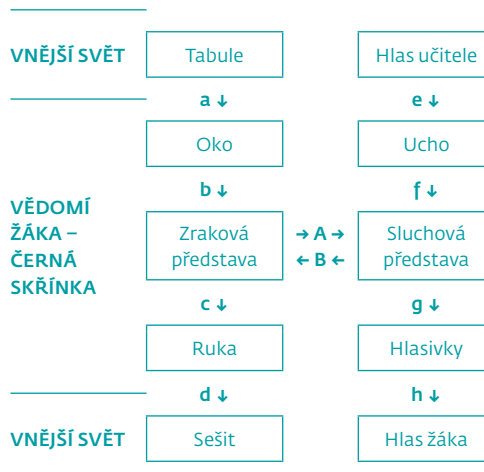 VNĚJŠÍ SVĚT
Tabule
Hlas učitele
a ↓
e ↓
Oko
Ucho
b ↓
f ↓
VĚDOMÍ
ŽÁKA –
ČERNÁ
SKŘÍNKA
Zraková
představa
→ A →
← B ←
Sluchová
představa
c ↓
g ↓
Ruka
Hlasivky
d ↓
h ↓
VNĚJŠÍ SVĚT
Sešit
Hlas žáka